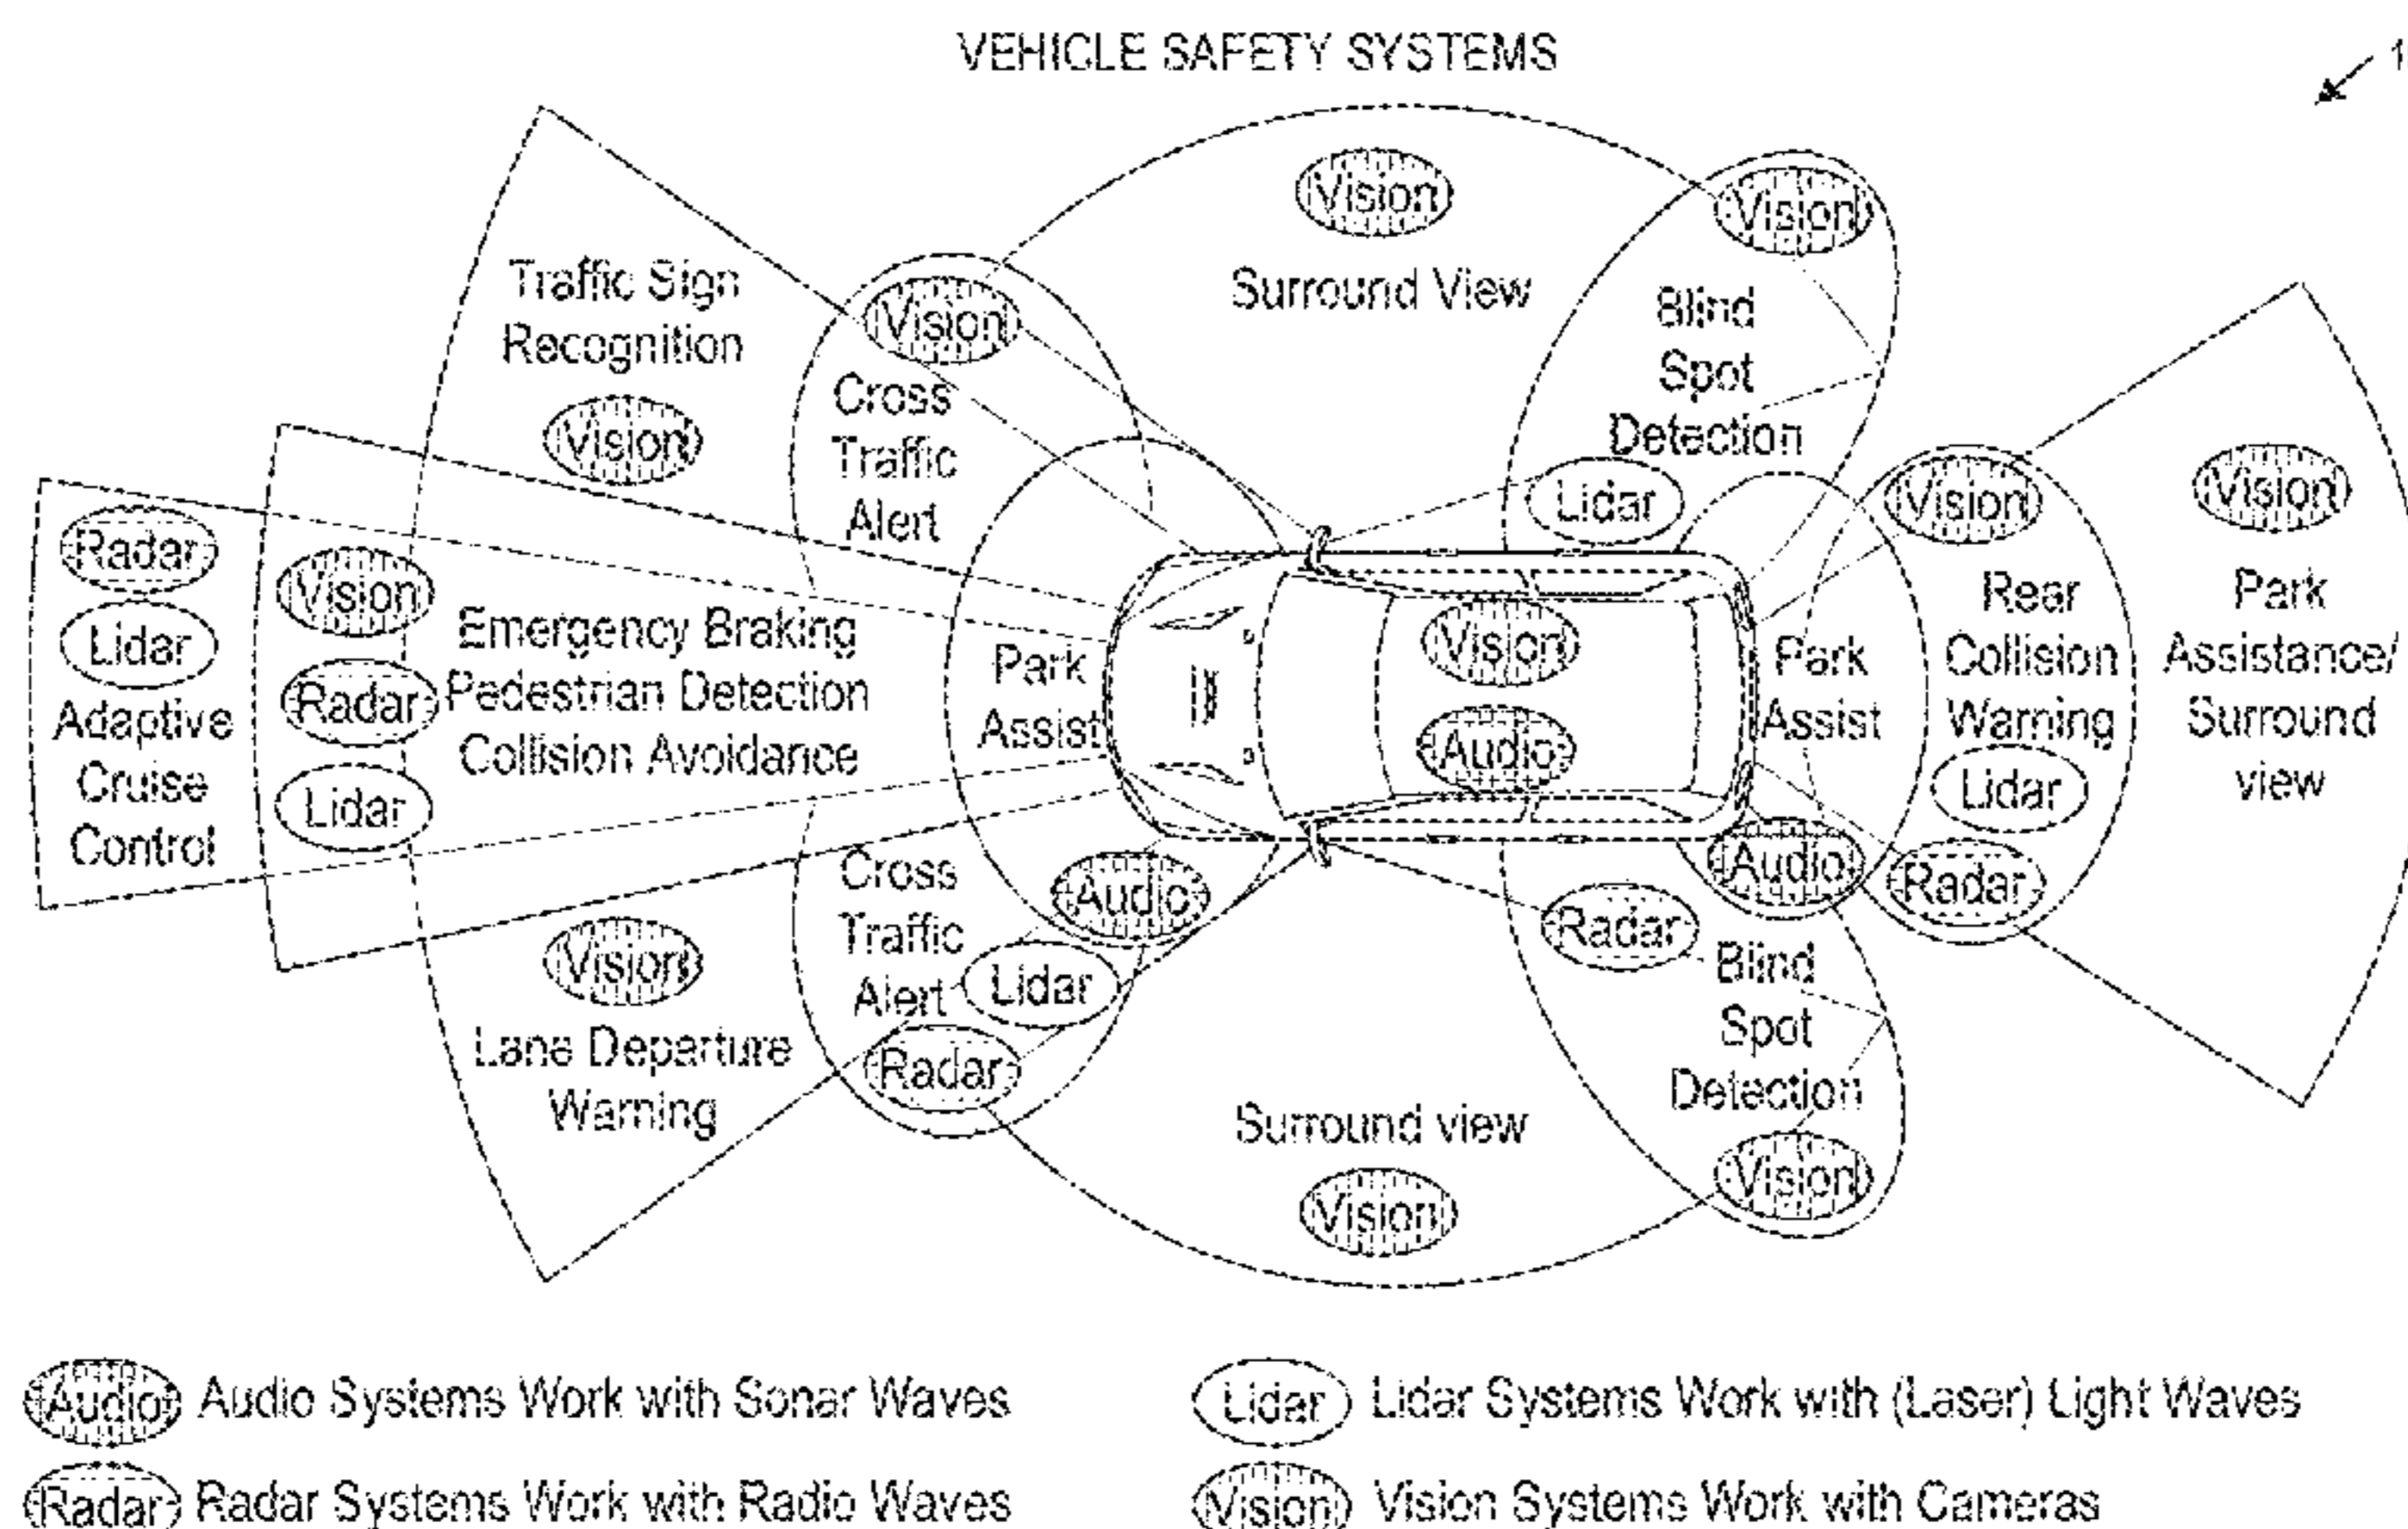 VEHICLE SAFETY SYSTEMS
1
Vision
Surround View
Vision
Blind
Spot
Detection
Lidar
Traffic Sign
Recognition
Vision
Vision
Cross
Traffic
Alert
Radar
Lidar
Adaptive
Cruise
Control
Vision
Radar
Lidar
Emergency Braking
Pedestrian Detection
Collision Avoidance
Park
Assist
Vision
Audio
Park
Assist
Audio
Vision
Rear
Collision
Warning
Lidar
Radar
Vision
Park
Assistance/
Surround
view
Vision
Lane Departure
Warning
Cross
Traffic
Alert
Audio
Lidar
Radar
Surround view
Vision
Radar
Blind
Spot
Detection
Vision
Audio Audio Systems Work with Sonar Waves
Lidar Lidar Systems Work with (Laser) Light Waves
Radar Radar Systems Work with Radio Waves
Vision Vision Systems Work with Cameras